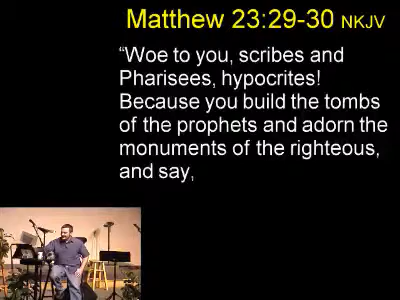 Matthew 23:29-30 NKJV
“Woe to you, scribes and
Pharisees, hypocrites!
Because you build the tombs
of the prophets and adorn the
monuments of the righteous,
and say,